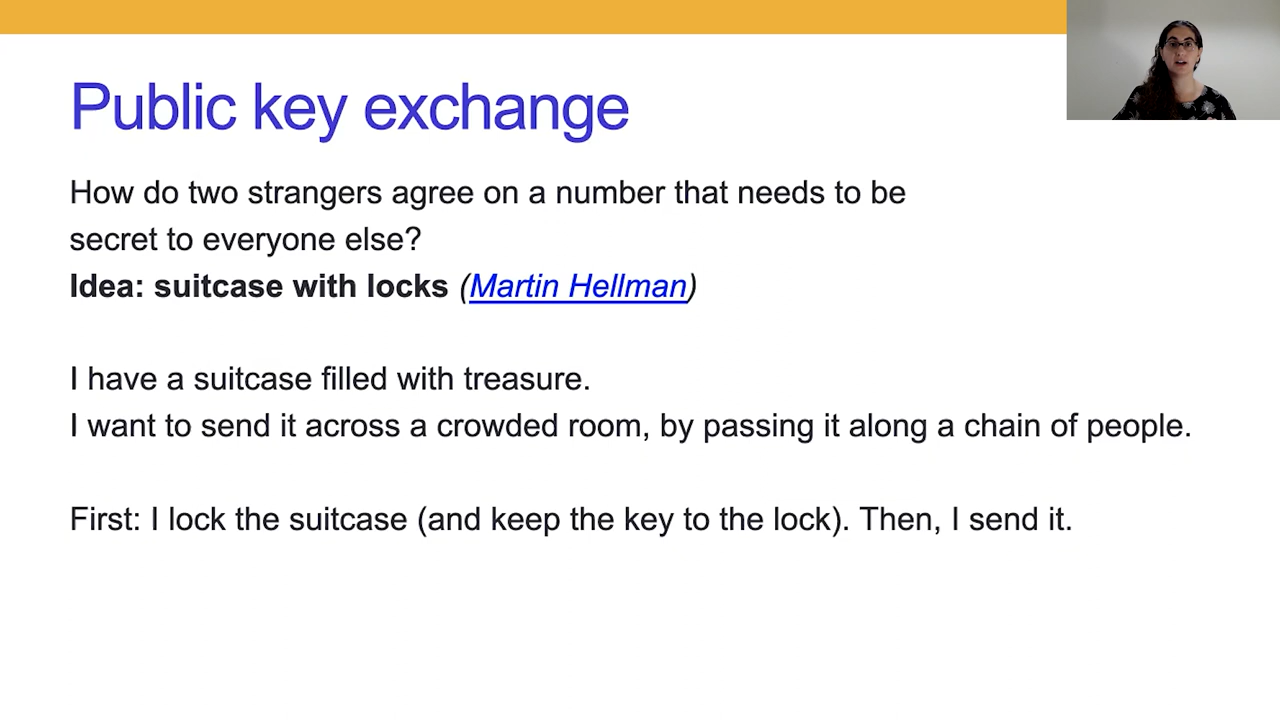 Public key exchange
How do two strangers agree on a number that needs to be
secret to everyone else?
Idea: suitcase with locks (Martin Hellman)
I have a suitcase filled with treasure.
I want to send it across a crowded room, by passing it along a chain of people.
First: I lock the suitcase (and keep the key to the lock). Then, I send it.